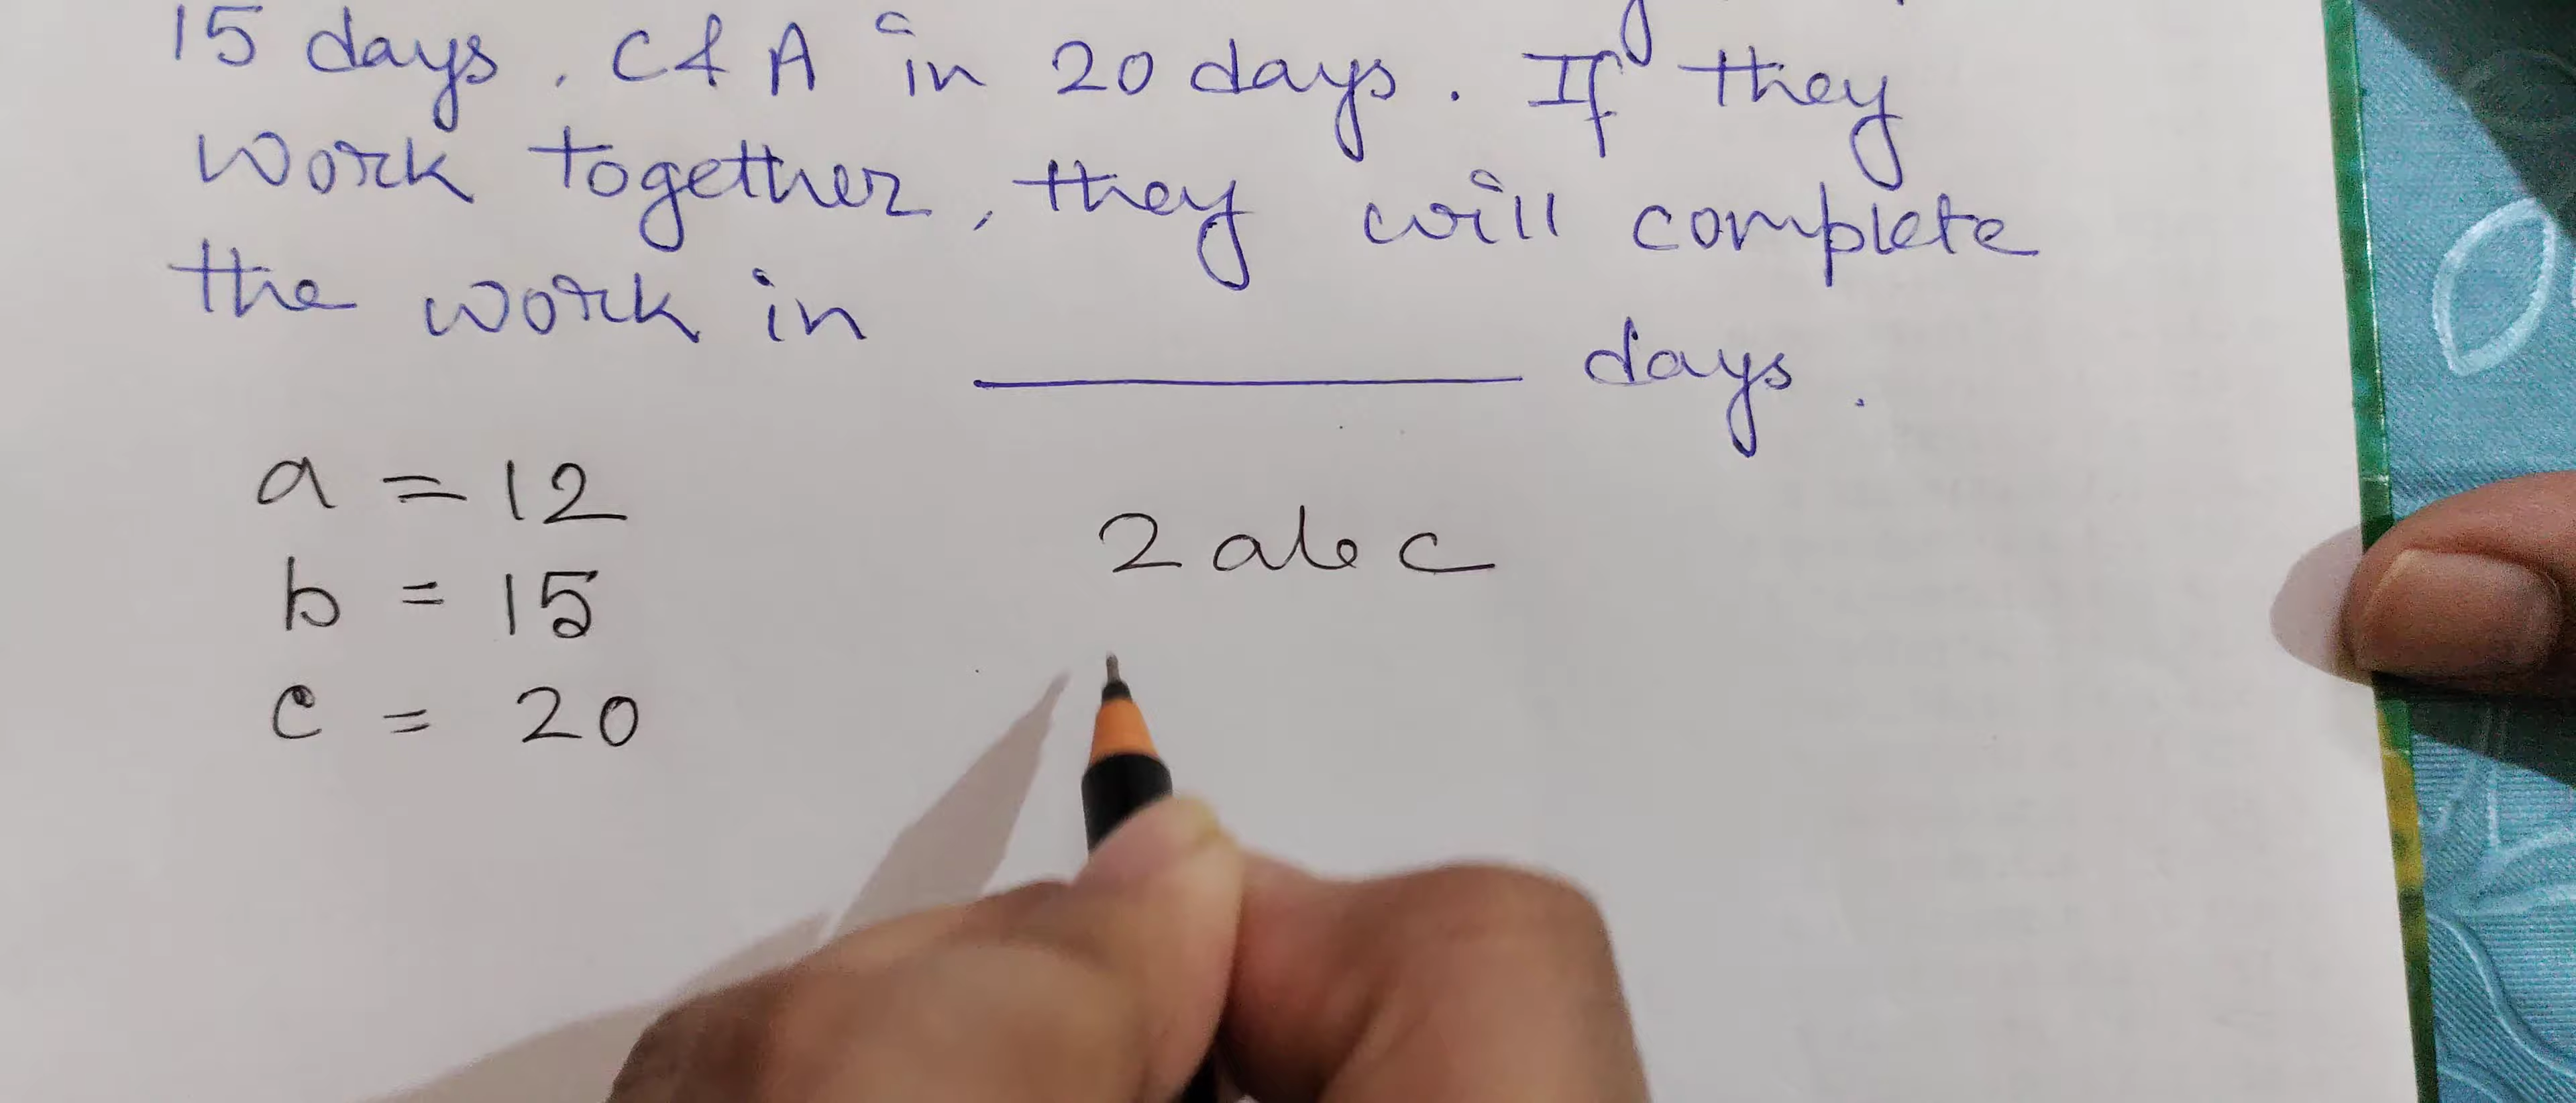 15 days. C & A in 20 days. If they
work together, they will complete
the work in ______ days.
a = 12
b = 15
c = 20
2abc